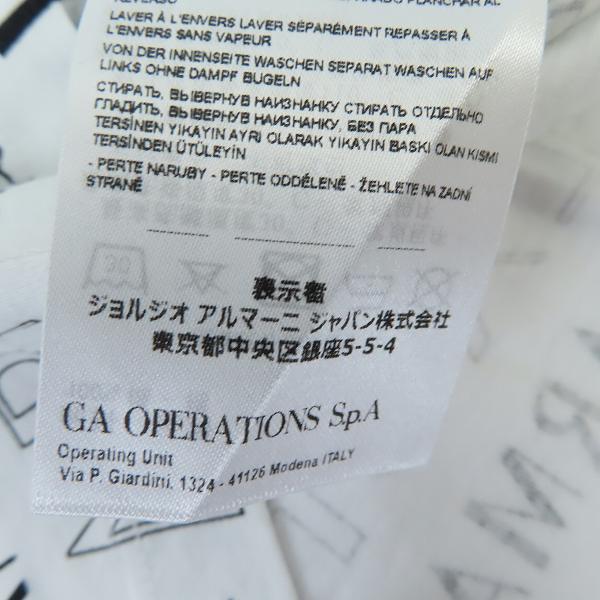 REVERSO
LAVER À L'ENVERS LAVER SÉPARÉMENT REPASSER À
L'ENVERS SANS VAPEUR
VON DER INNENSEITE WASCHEN SEPARAT WASCHEN AUF
LINKS OHNE DAMPF BÜGELN
СТИРАТЬ, ВЫВЕРНУВ НАИЗНАНКУ СТИРАТЬ ОТДЕЛЬНО
ГЛАДИТЬ, ВЫВЕРНУВ НАИЗНАНКУ, БЕЗ ПАРА
TERSİNEN YIKAYIN AYRI OLARAK YIKAYIN BASKI OLAN KISMI
TERSİNDEN ÜTÜLEYİN
- PERTE NARUBY - PERTE ODDĚLENĚ - ŽEHLETE NA ZADNÍ
STRANĚ
30
表示者
ジョルジオ アルマーニ ジャパン株式会社
東京都中央区銀座5-5-4
GA OPERATIONS S.p.A
Operating Unit
Via P. Giardini, 1324 - 41126 Modena ITALY